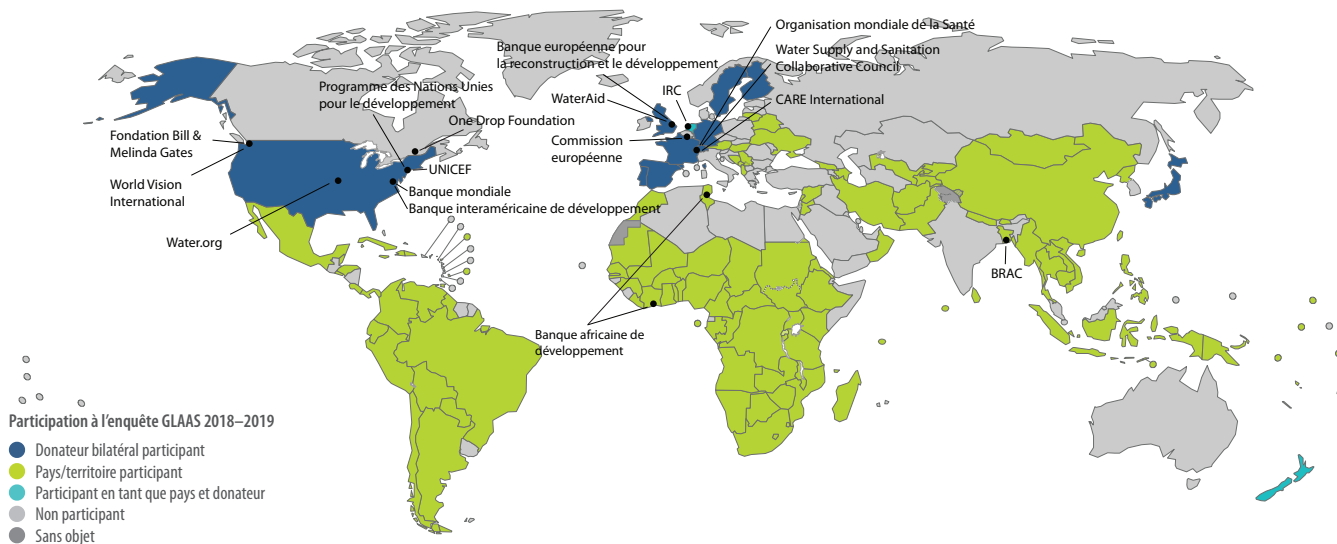 Organisation mondiale de la Santé
Banque européenne pour
la reconstruction et le développement
Water Supply and Sanitation
Collaborative Council
Programme des Nations Unies
pour le développement
WaterAid
IRC
CARE International
One Drop Foundation
Fondation Bill &
Melinda Gates
Commission
européenne
UNICEF
World Vision
International
Banque mondiale
Banque interaméricaine de développement
Water.org
BRAC
Banque africaine de
développement
Participation à l'enquête GLAAS 2018–2019
Donateur bilatéral participant
Pays/territoire participant
Participant en tant que pays et donateur
Non participant
Sans objet